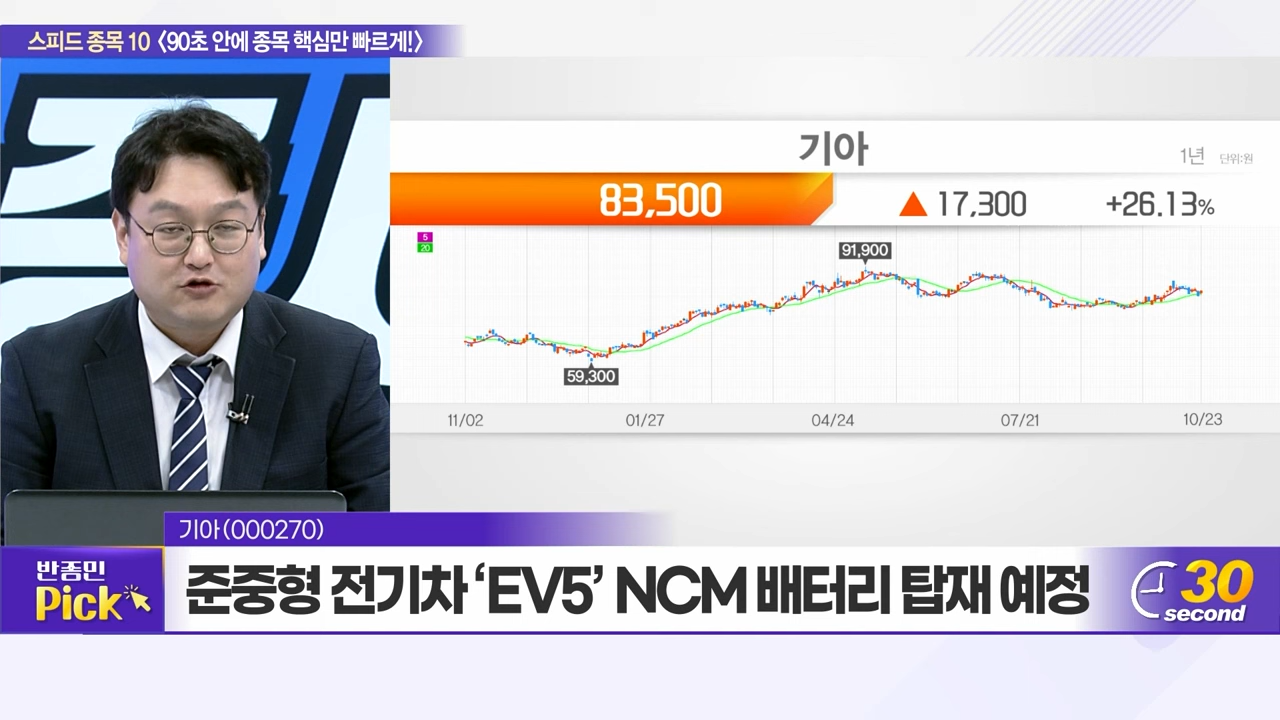 스피드 종목 10 <90초 안에 종목 핵심만 빠르게!>
기아
1년 단위:원
83,500 ▲ 17,300 +26.13%
5
20
91,900
59,300
11/02 01/27 04/24 07/21 10/23
기아(000270)
반종민
Pick
준중형 전기차 ‘EV5’ NCM 배터리 탑재 예정
30
second